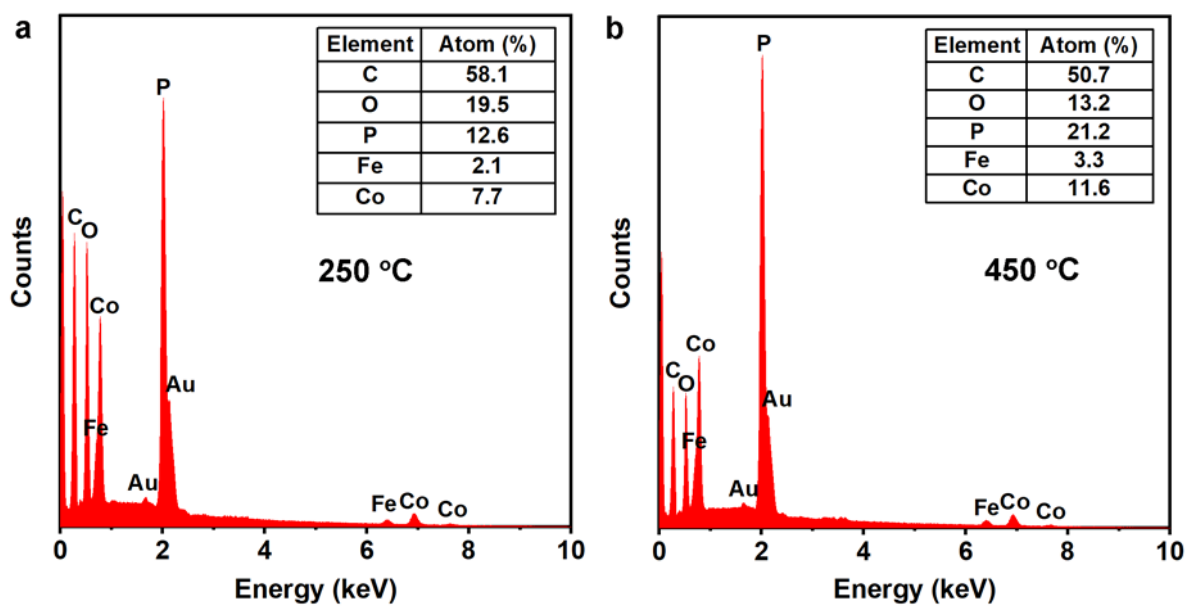 a
Element Atom (%)
C 58.1
O 19.5
P 12.6
Fe 2.1
Co 7.7
P
C O
Co
Fe
Au
Au
Fe Co Co
250 °C
Counts
0 2 4 6 8 10
Energy (keV)
b
Element Atom (%)
C 50.7
O 13.2
P 21.2
Fe 3.3
Co 11.6
P
Co
C O
Fe
Au
Au
Fe Co Co
450 °C
Counts
0 2 4 6 8 10
Energy (keV)